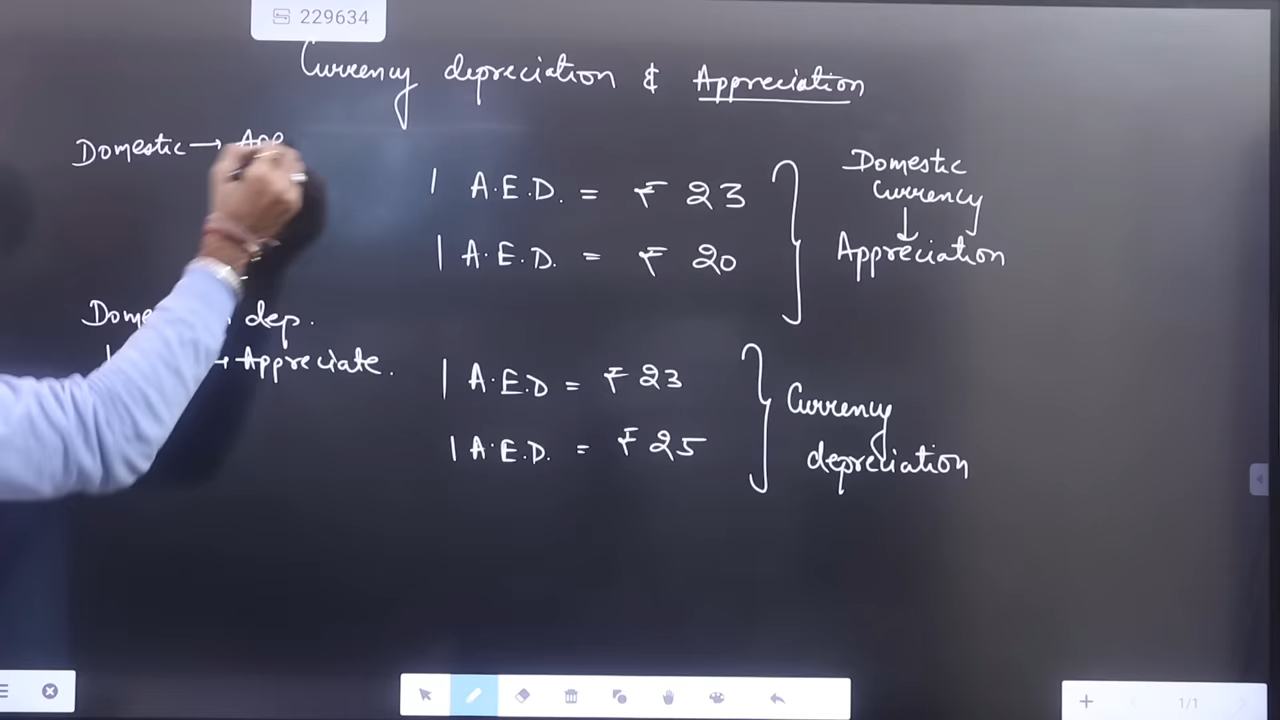 229634
Currency depreciation & Appreciation
Domestic → App
1 A.E.D. = ₹ 23
1 A.E.D. = ₹ 20
Domestic
Currency
↓
Appreciation
dep.
→ Appreciate.
1 A.E.D = ₹ 23
1 A.E.D. = ₹ 25
Currency
depreciation
1/1